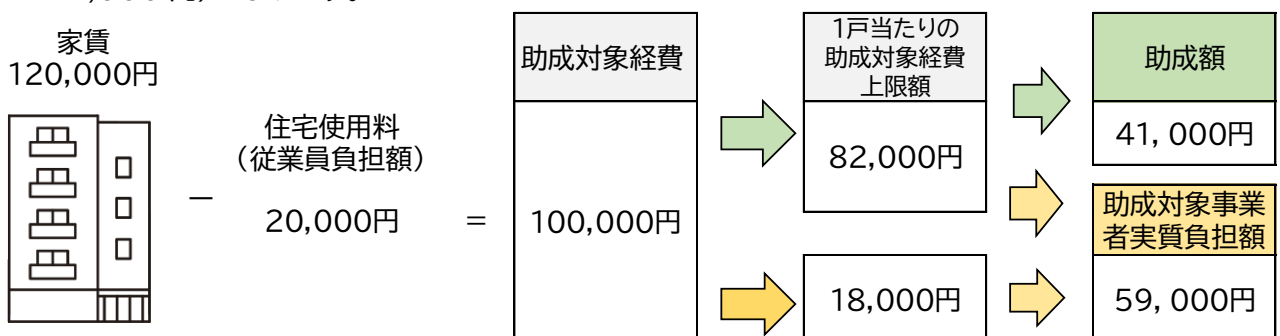 家賃
120,000円
住宅使用料
（従業員負担額）
－
20,000円
＝
助成対象経費
100,000円
1戸当たりの
助成対象経費
上限額
82,000円
18,000円
助成額
41,000円
助成対象事業
者実質負担額
59,000円